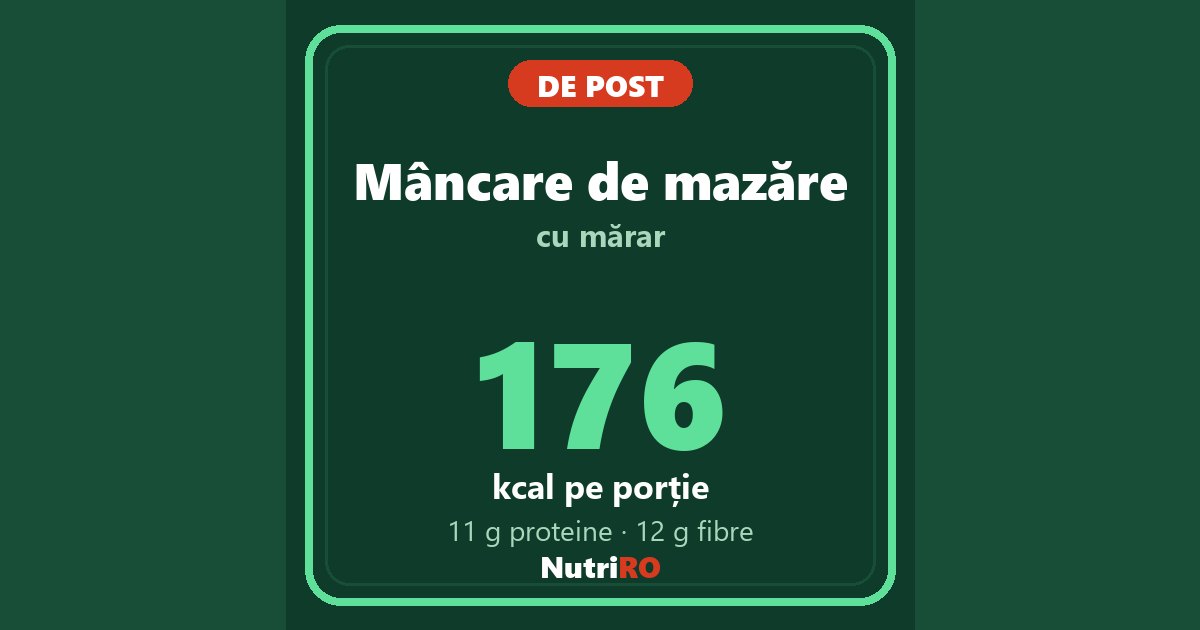 DE POST
Mâncare de mazăre
cu mărar
176
kcal pe porție
11 g proteine · 12 g fibre
NutriRO